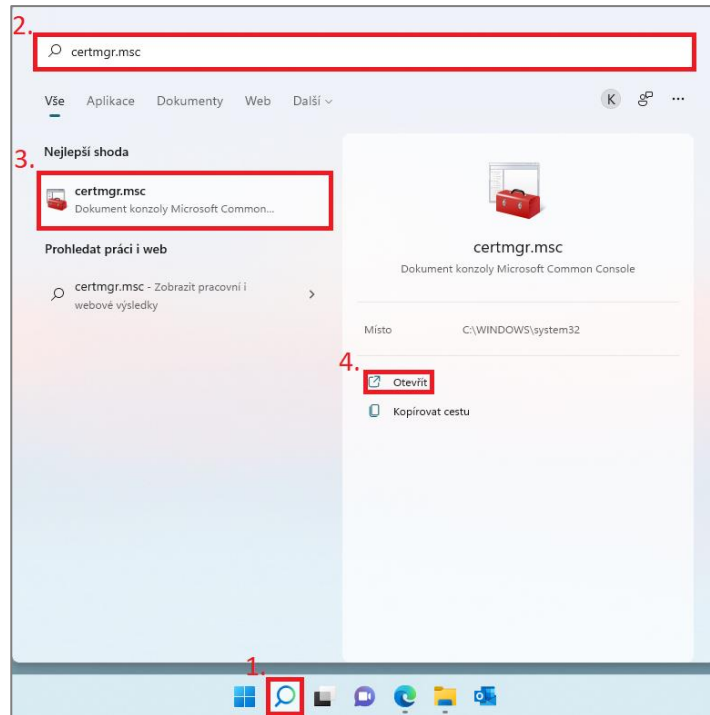 2.
certmgr.msc
Vše Aplikace Dokumenty Web Další
K
...
Nejlepší shoda
3.
certmgr.msc
Dokument konzoly Microsoft Common...
Prohledat práci i web
certmgr.msc - Zobrazit pracovní i
webové výsledky
certmgr.msc
Dokument konzoly Microsoft Common Console
Místo C:\WINDOWS\system32
4.
Otevřít
Kopírovat cestu
1.